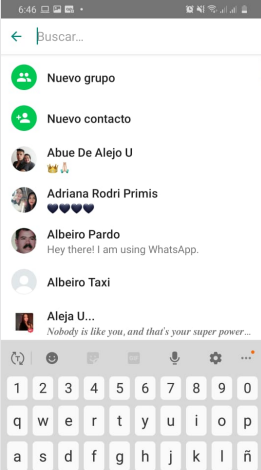 6:46
Buscar...
Nuevo grupo
Nuevo contacto
Abue De Alejo U
👑🙏🏻
Adriana Rodri Primis
🖤🖤🖤🖤
Albeiro Pardo
Hey there! I am using WhatsApp.
Albeiro Taxi
Aleja U...
Nobody is like you, and that's your super power...
GIF
1 2 3 4 5 6 7 8 9 0
q w e r t y u i o p
a s d f g h j k l ñ